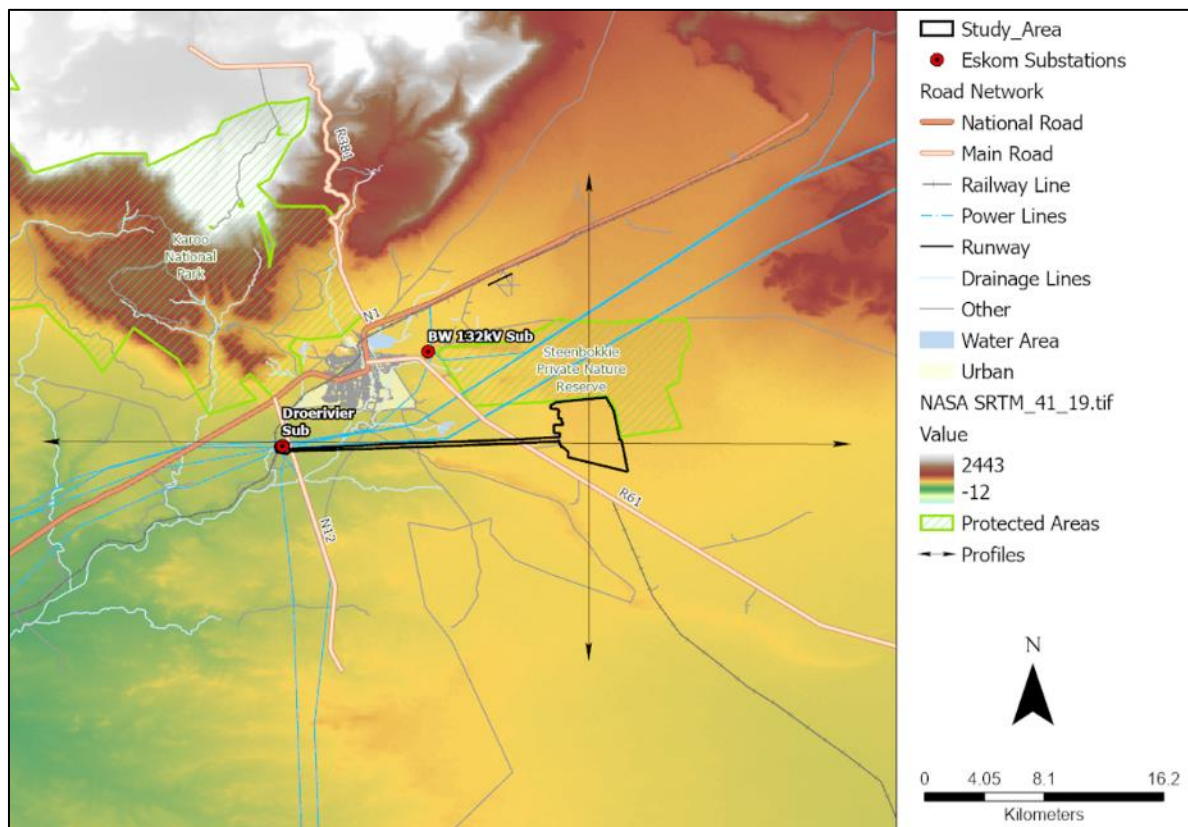 R381
Karoo
National
Park
N1
BW 132kV Sub
Steenbokkie
Private Nature
Reserve
Droerivier
Sub
R61
N12
Study_Area
Eskom Substations
Road Network
National Road
Main Road
Railway Line
Power Lines
Runway
Drainage Lines
Other
Water Area
Urban
NASA SRTM_41_19.tif
Value
2443
-12
Protected Areas
Profiles
N
0 4.05 8.1 16.2
Kilometers